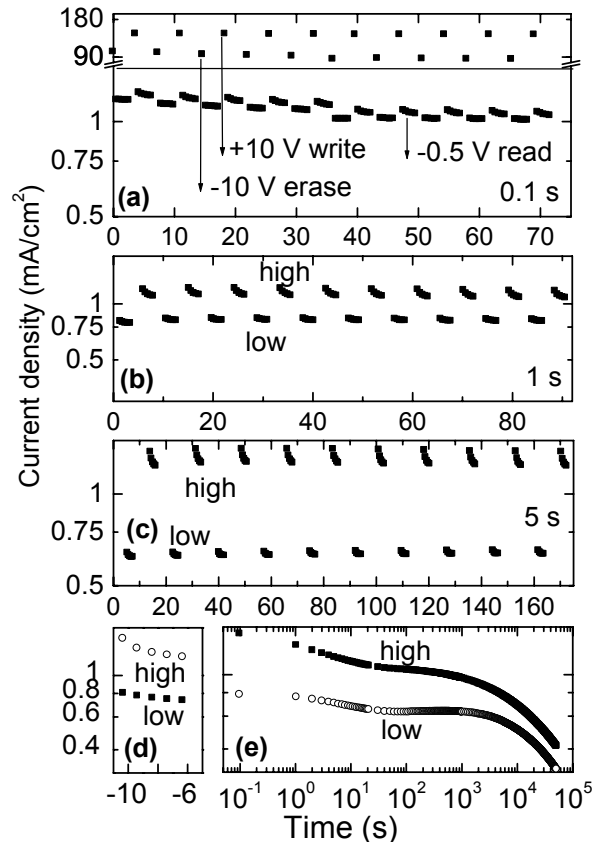 Current density (mA/cm²)
180
90
1
0.75
0.5
+10 V write
-0.5 V read
-10 V erase
(a)
0.1 s
0 10 20 30 40 50 60 70
high
1
0.75
low
0.5
(b)
1 s
0 20 40 60 80
1
high
0.75
(c)
low
5 s
0.5
0 20 40 60 80 100 120 140 160
1
high
high
0.8
low
0.6
low
0.4
(d)
(e)
-10 -6
10⁻¹ 10⁰ 10¹ 10² 10³ 10⁴ 10⁵
Time (s)